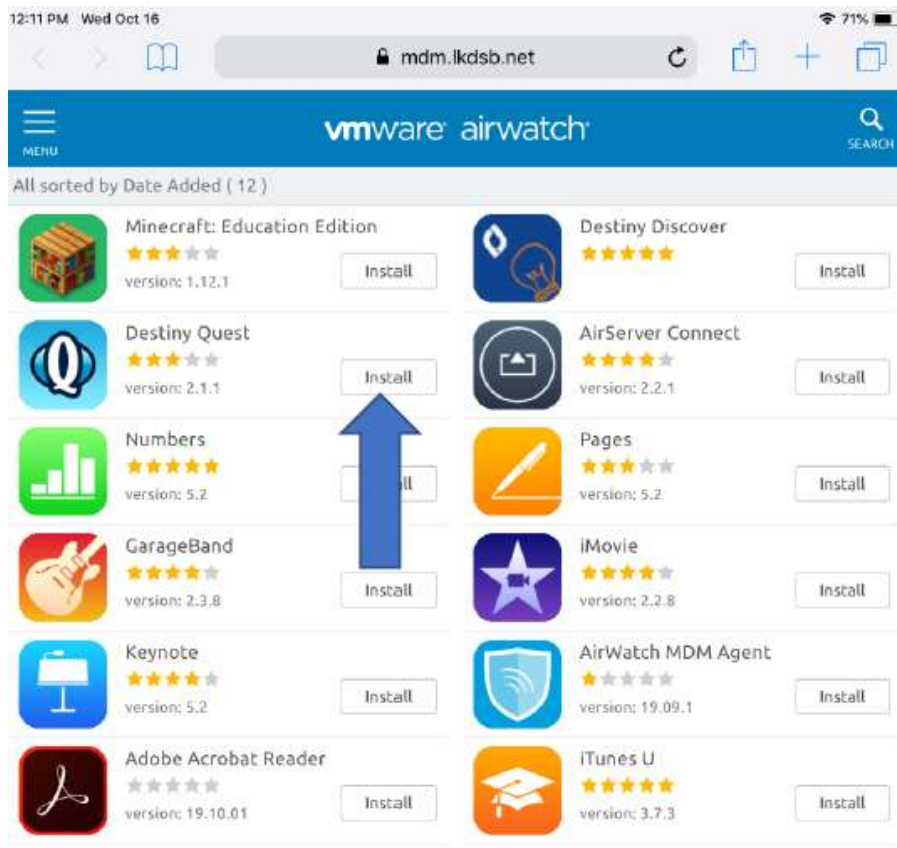 12:11 PM Wed Oct 16 71%
mdm.lkdsb.net
MENU
vmware airwatch
SEARCH
All sorted by Date Added ( 12 )
Minecraft: Education Edition
version: 1.12.1
Install
Destiny Discover
Install
Destiny Quest
version: 2.1.1
Install
AirServer Connect
version: 2.2.1
Install
Numbers
version: 5.2
Pages
version: 5.2
Install
GarageBand
version: 2.3.8
Install
iMovie
version: 2.2.8
Install
Keynote
version: 5.2
Install
AirWatch MDM Agent
version: 19.09.1
Install
Adobe Acrobat Reader
version: 19.10.01
Install
iTunes U
version: 3.7.3
Install